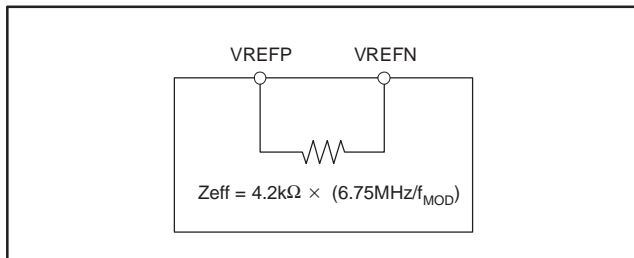 VREFP VREFN
Zeff = 4.2kΩ × (6.75MHz/fMOD)